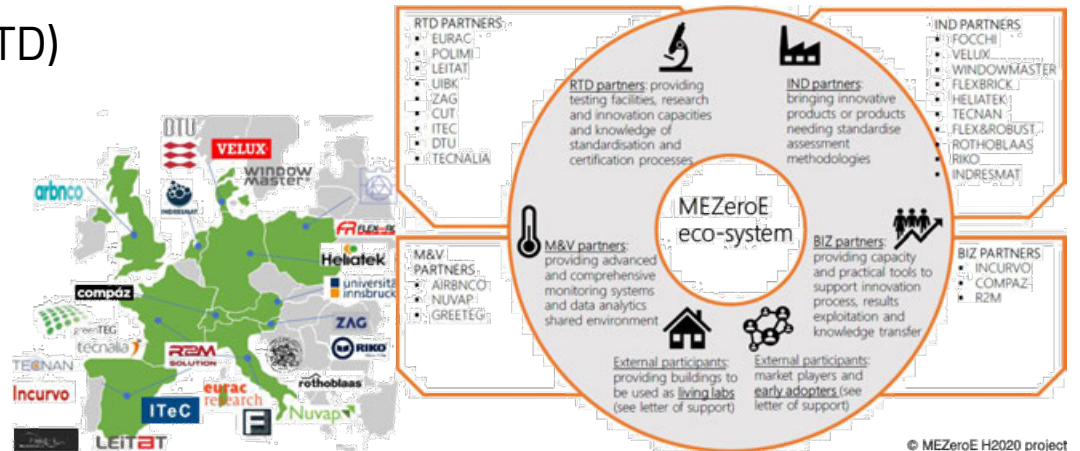 TD)
RTD PARTNERS
▪ EURAC
▪ POLIMI
▪ LEITAT
▪ UIBK
▪ ZAG
▪ CUT
▪ ITEC
▪ DTU
▪ TECNALIA
RTD partners: providing
testing facilities, research
and innovation capacities
and knowledge of
standardisation and
certification processes
IND partners:
bringing innovative
products or products
needing standardise
assessment
methodologies
IND PARTNERS
▪ FOCCHI
▪ VELUX
▪ WINDOWMASTER
▪ FLEXBRICK
▪ HELIATEK
▪ TECNAN
▪ FLEX&ROBUST
▪ ROTHOBLAAS
▪ RIKO
▪ INDRESMAT
MEZeroE
eco-system
M&V
PARTNERS
▪ AIRBNCO
▪ NUVAP
▪ GREETEG
M&V partners:
providing advanced
and comprehensive
monitoring systems
and data analytics
shared environment
BIZ partners:
providing capacity
and practical tools to
support innovation
process, results
exploitation and
knowledge transfer
BIZ PARTNERS
▪ INCURVO
▪ COMPAZ
▪ R2M
External participants:
providing buildings to
be used as living labs
(see letter of support)
External participants:
market players and
early adopters (see
letter of support)
DTU
VELUX
WINDOW
MASTER
arbnco
INDRESMAT
Heliatek
compáz
universität
innsbruck
greenTEG
ZAG
tecnalia
R2M
SOLUTION
RIKO
TECNAN
rothoblaas
Incurvo
eurac
research
Nuvap
ITeC
F
LEITAT
© MEZeroE H2020 project